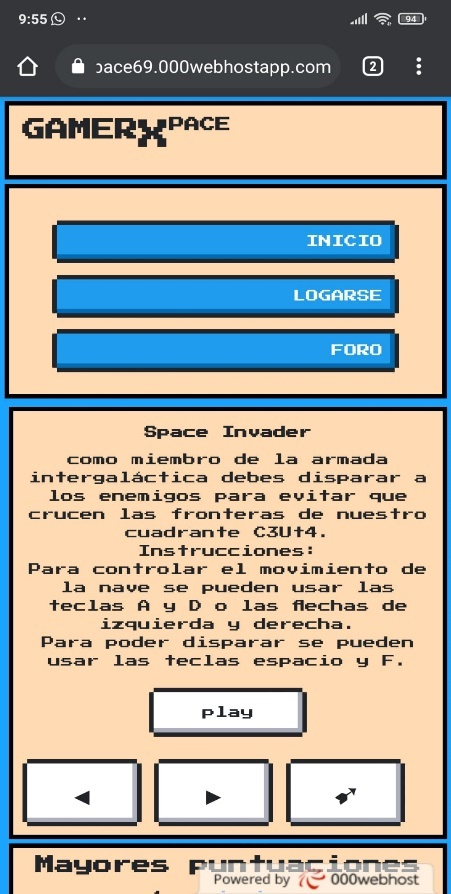 9:55
94
pace69.000webhostapp.com
2
GAMERXPACE
INICIO
LOGARSE
FORO
Space Invader
como miembro de la armada
intergaláctica debes disparar a
los enemigos para evitar que
crucen las fronteras de nuestro
cuadrante C3Ut4.
Instrucciones:
Para controlar el movimiento de
la nave se pueden usar las
teclas A y D o las flechas de
izquierda y derecha.
Para poder disparar se pueden
usar las teclas espacio y F.
play
Mayores puntuaciones
Powered by 000webhost